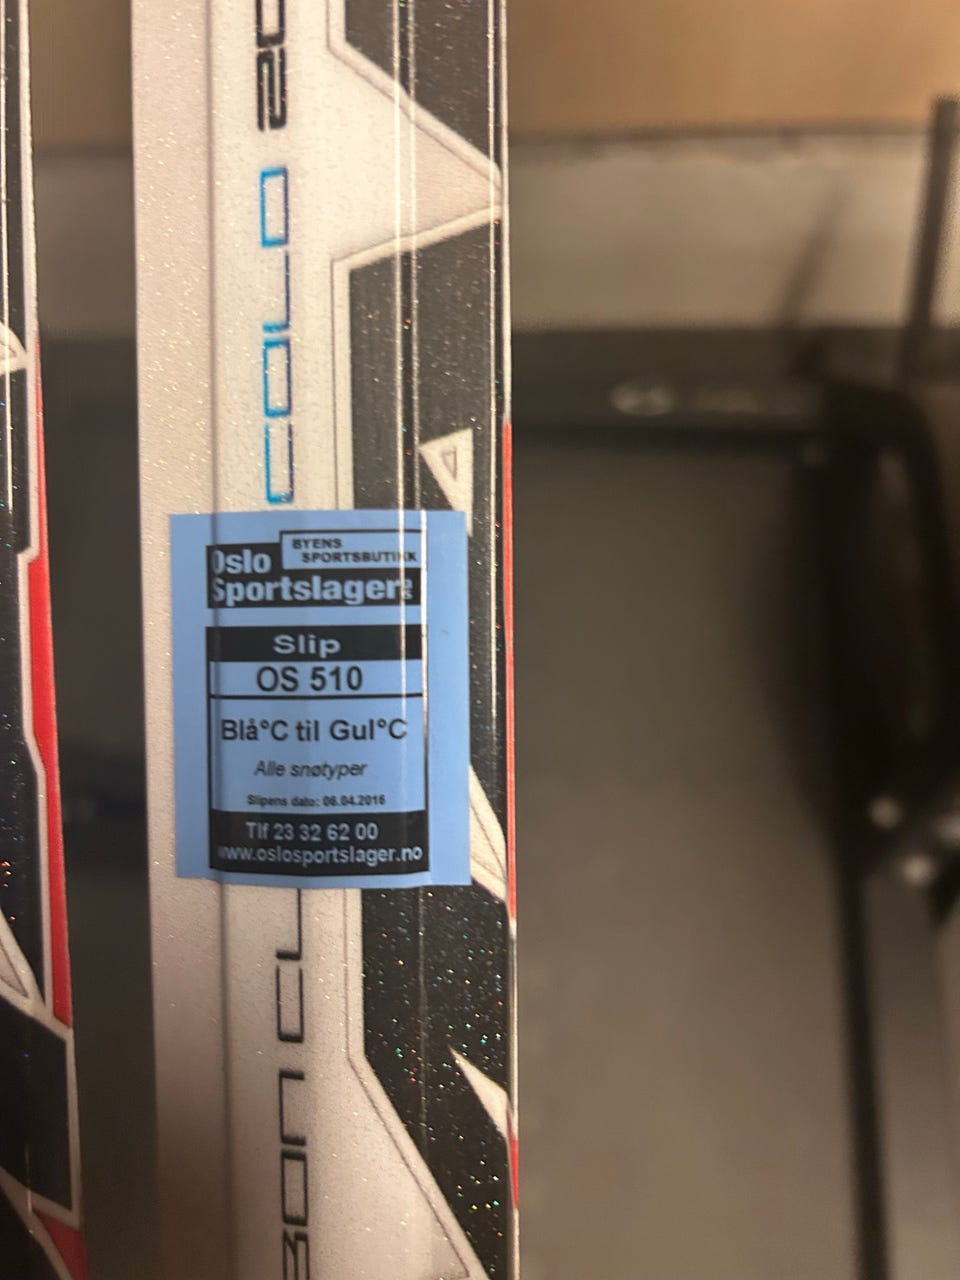 COLD
BYENS
SPORTSBUTIKK
Oslo
Sportslager
Slip
OS 510
Blå°C til Gul°C
Alle snøtyper
Slipens dato: 06.04.2016
Tlf 23 32 62 00
www.oslosportslager.no